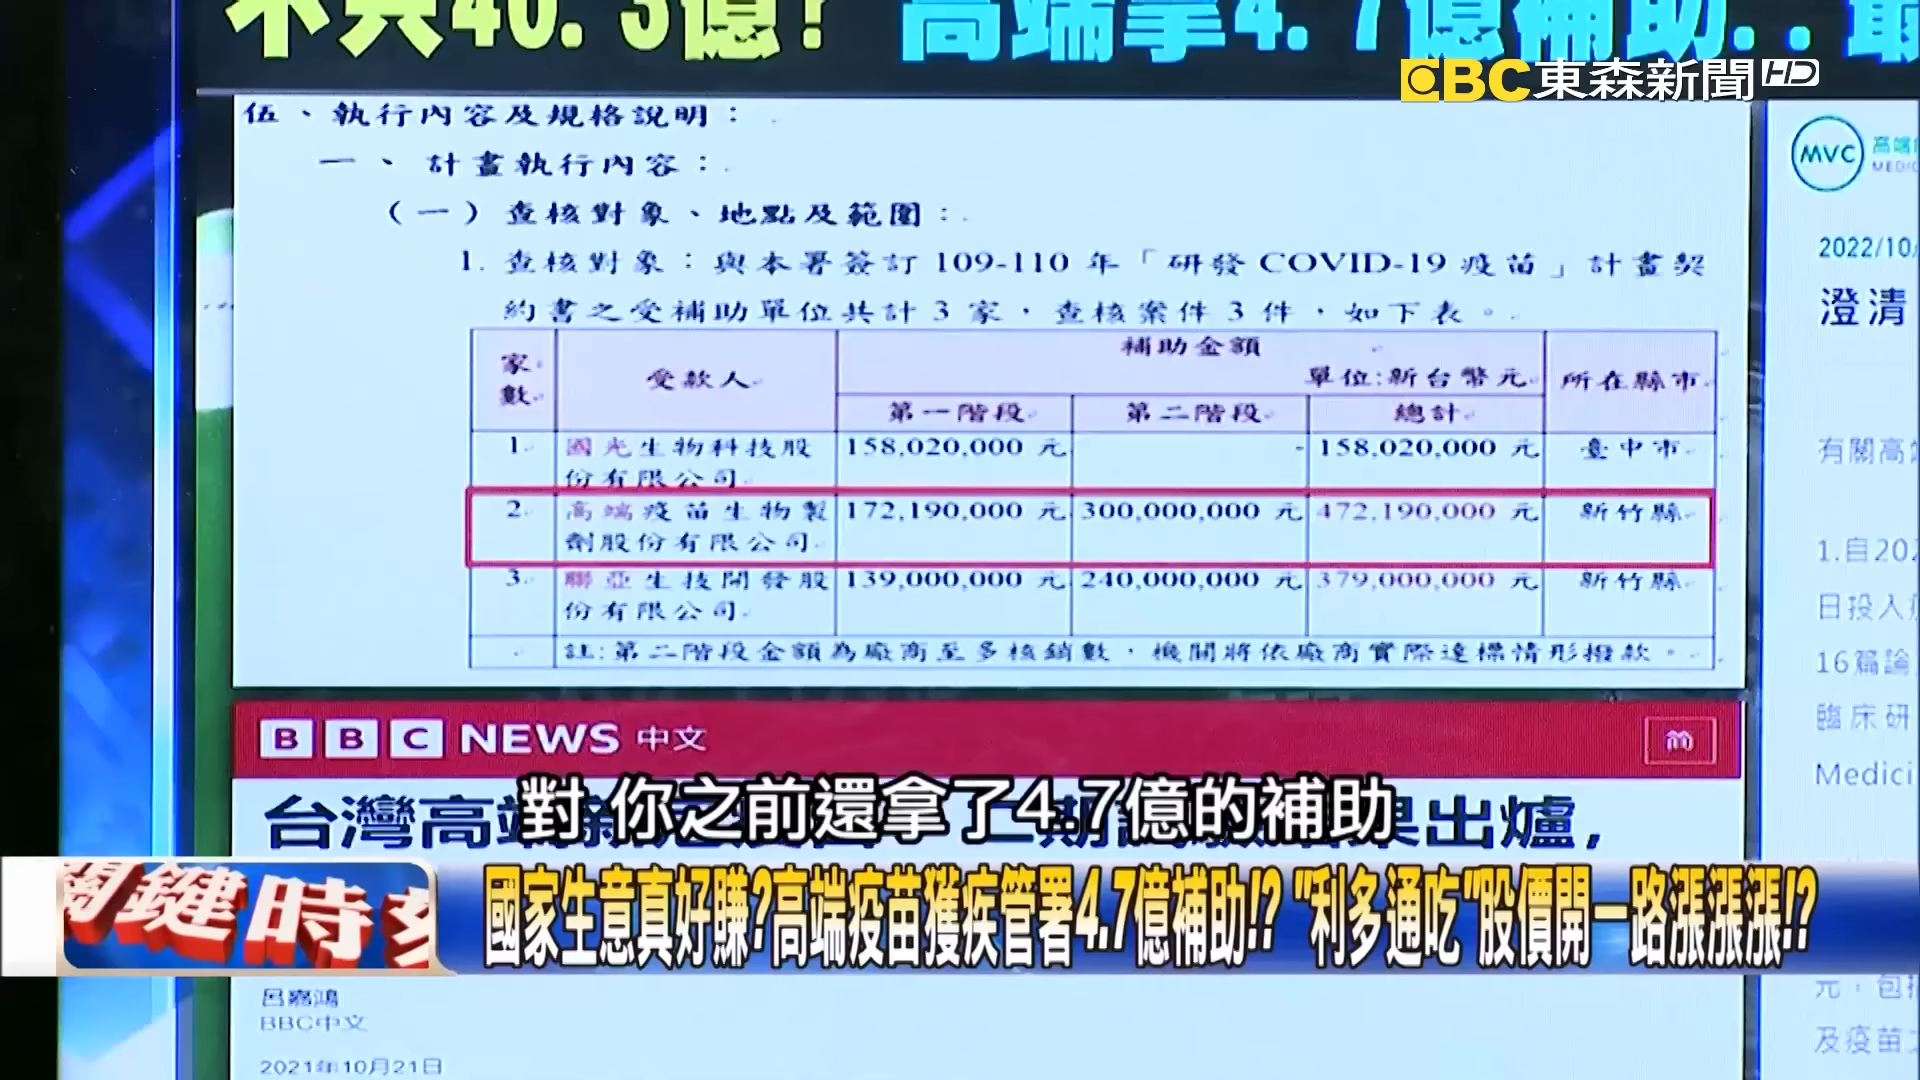 不共40.3億? 高端拿4.7億補助..最
EBC東森新聞HD
伍、執行內容及規格說明：
一、計畫執行內容：
（一）查核對象、地點及範圍：
1. 查核對象：與本署簽訂109-110年「研發COVID-19疫苗」計畫契
約書之受補助單位共計3家，查核案件3件，如下表。
家數 受款人 補助金額 單位:新台幣元 所在縣市
第一階段 第二階段 總計
1. 國光生物科技股份有限公司 158,020,000元 - 158,020,000元 臺中市
2. 高端疫苗生物製劑股份有限公司 172,190,000元 300,000,000元 472,190,000元 新竹縣
3. 聯亞生技開發股份有限公司 139,000,000元 240,000,000元 379,000,000元 新竹縣
註:第二階段金額為廠商至多核銷數，機關將依廠商實際達標情形撥款。
MVC 高端
MEDIC
2022/10/
澄清
有關高
1.自202
日投入
16篇論
臨床研
Medici
元，包
及疫苗
BBC NEWS 中文
台灣高端
果出爐，
對 你之前還拿了4.7億的補助
關鍵時刻
國家生意真好賺?高端疫苗獲疾管署4.7億補助!? "利多通吃"股價開一路漲漲漲!?
呂嘉鴻
BBC中文
2021年10月21日